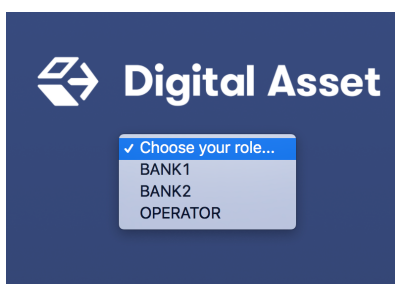 Digital Asset
✓ Choose your role...
BANK1
BANK2
OPERATOR